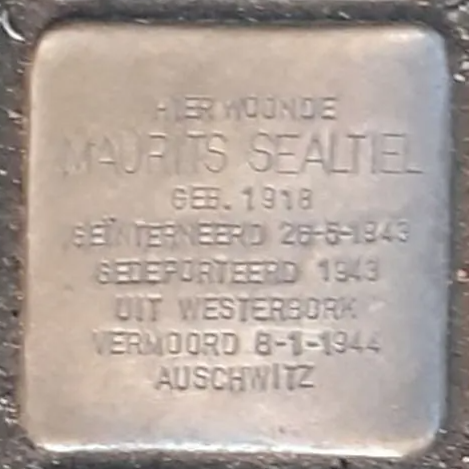 HIER WOONDE
MAURITS SEALTIEL
GEB. 1918
GEÏNTERNEERD 26-5-1943
GEDEPORTEERD 1943
UIT WESTERBORK
VERMOORD 8-1-1944
AUSCHWITZ